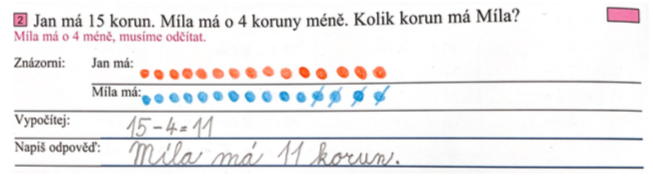 2 Jan má 15 korun. Míla má o 4 koruny méně. Kolik korun má Míla?
Míla má o 4 méně, musíme odčítat.
Znázorni: Jan má:
Míla má:
Vypočítej: 15-4=11
Napiš odpověď: Míla má 11 korun.